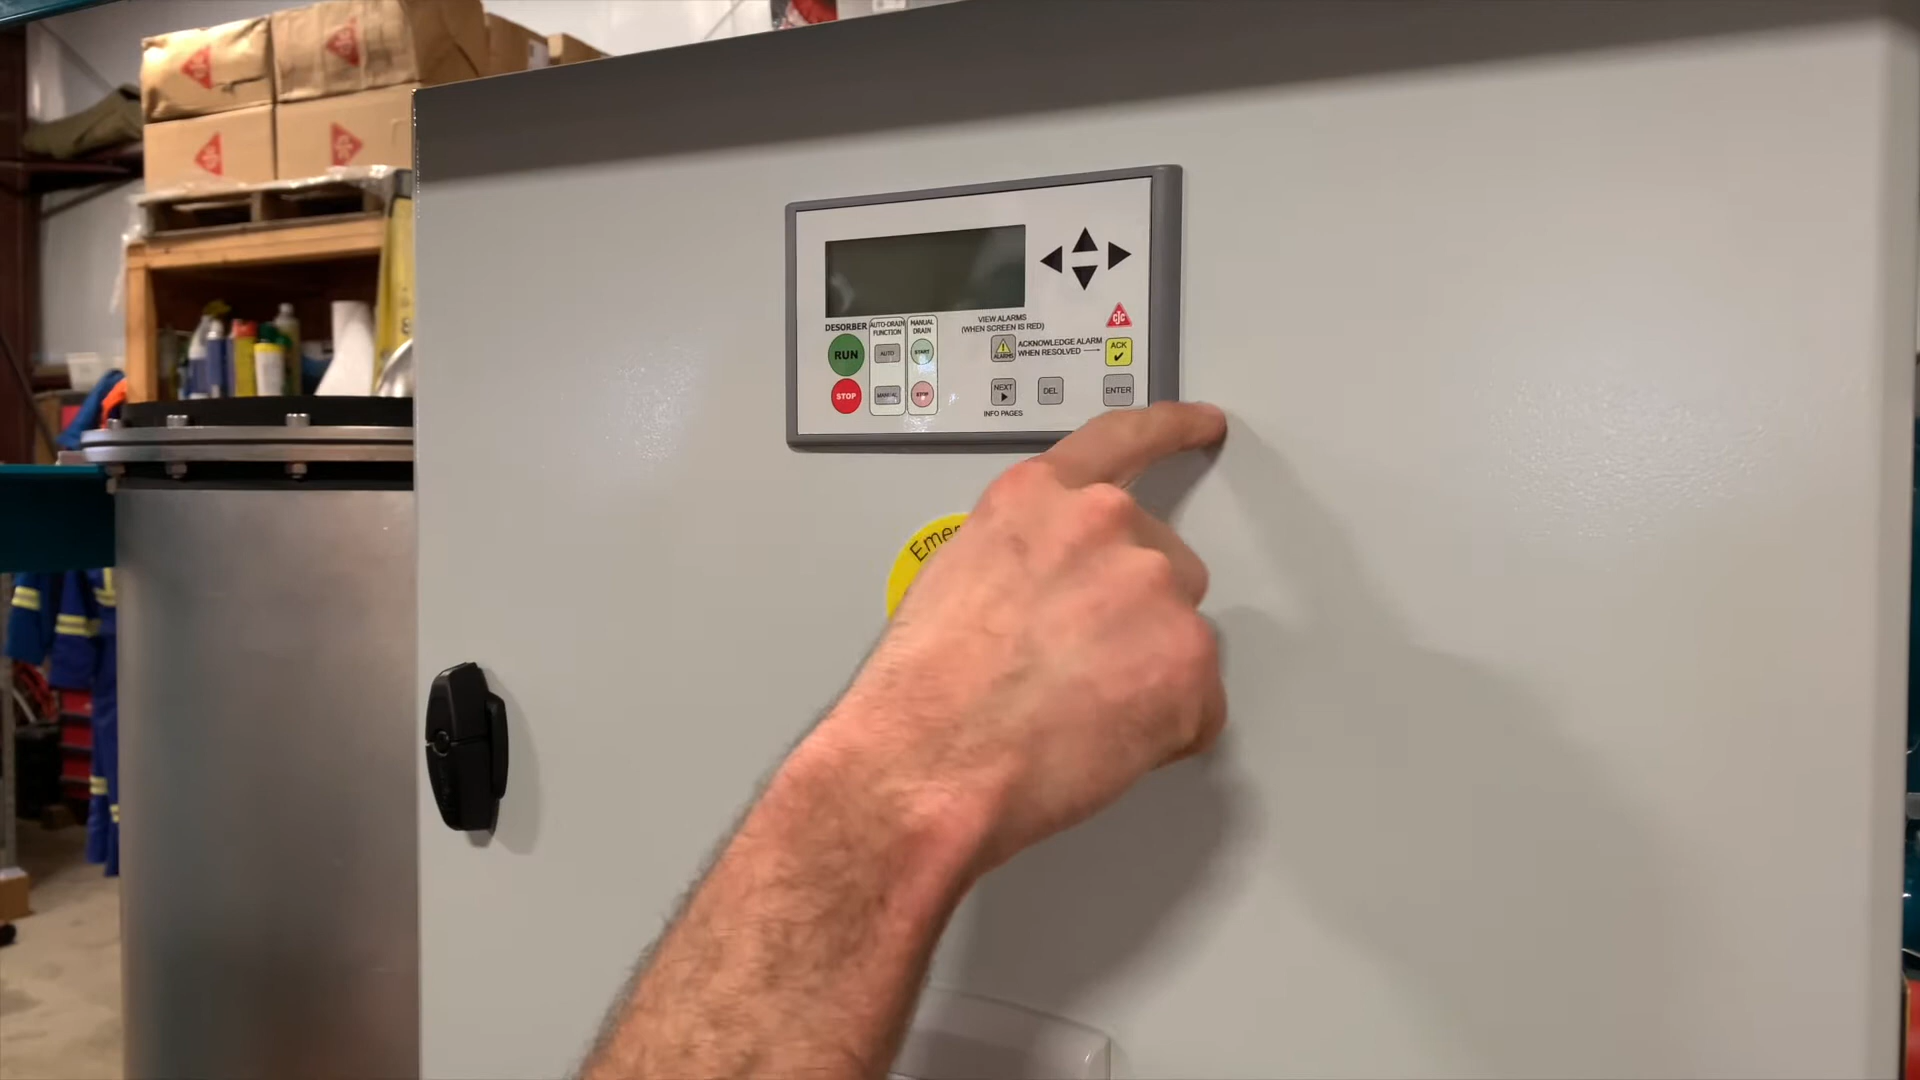 DESORBER
AUTO-DRAIN
FUNCTION
MANUAL
DRAIN
VIEW ALARMS
(WHEN SCREEN IS RED)
CJC
RUN
AUTO
START
ALARMS
ACKNOWLEDGE ALARM
WHEN RESOLVED
ACK
STOP
MANUAL
STOP
NEXT
DEL
ENTER
INFO PAGES
Emer